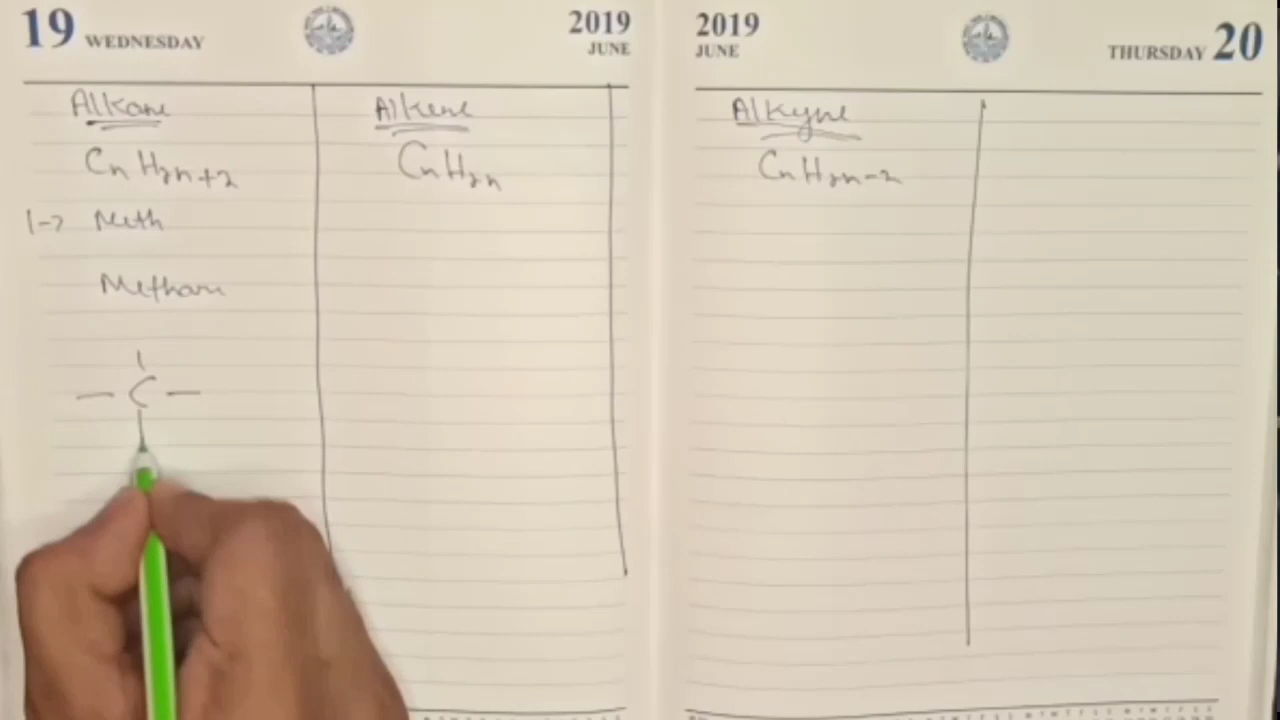 19 WEDNESDAY
2019
JUNE
Alkane
CnH2n+2
1-> Meth
Methane
- C -
Alkene
CnH2n
2019
JUNE
THURSDAY 20
Alkyne
CnH2n-2